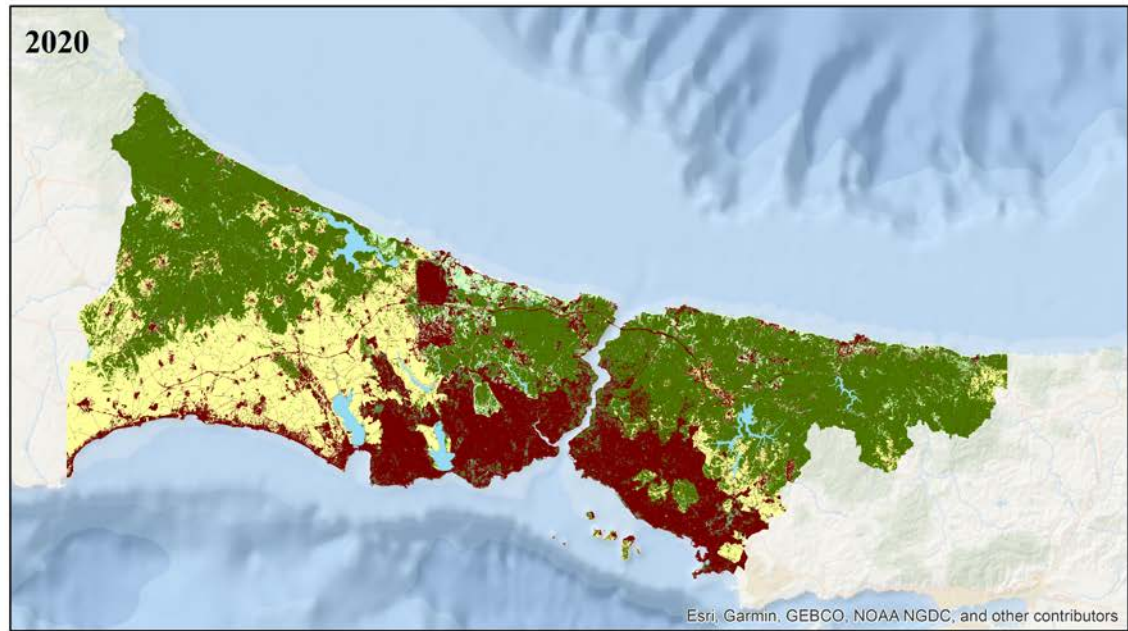 2020
Esri, Garmin, GEBCO, NOAA NGDC, and other contributors